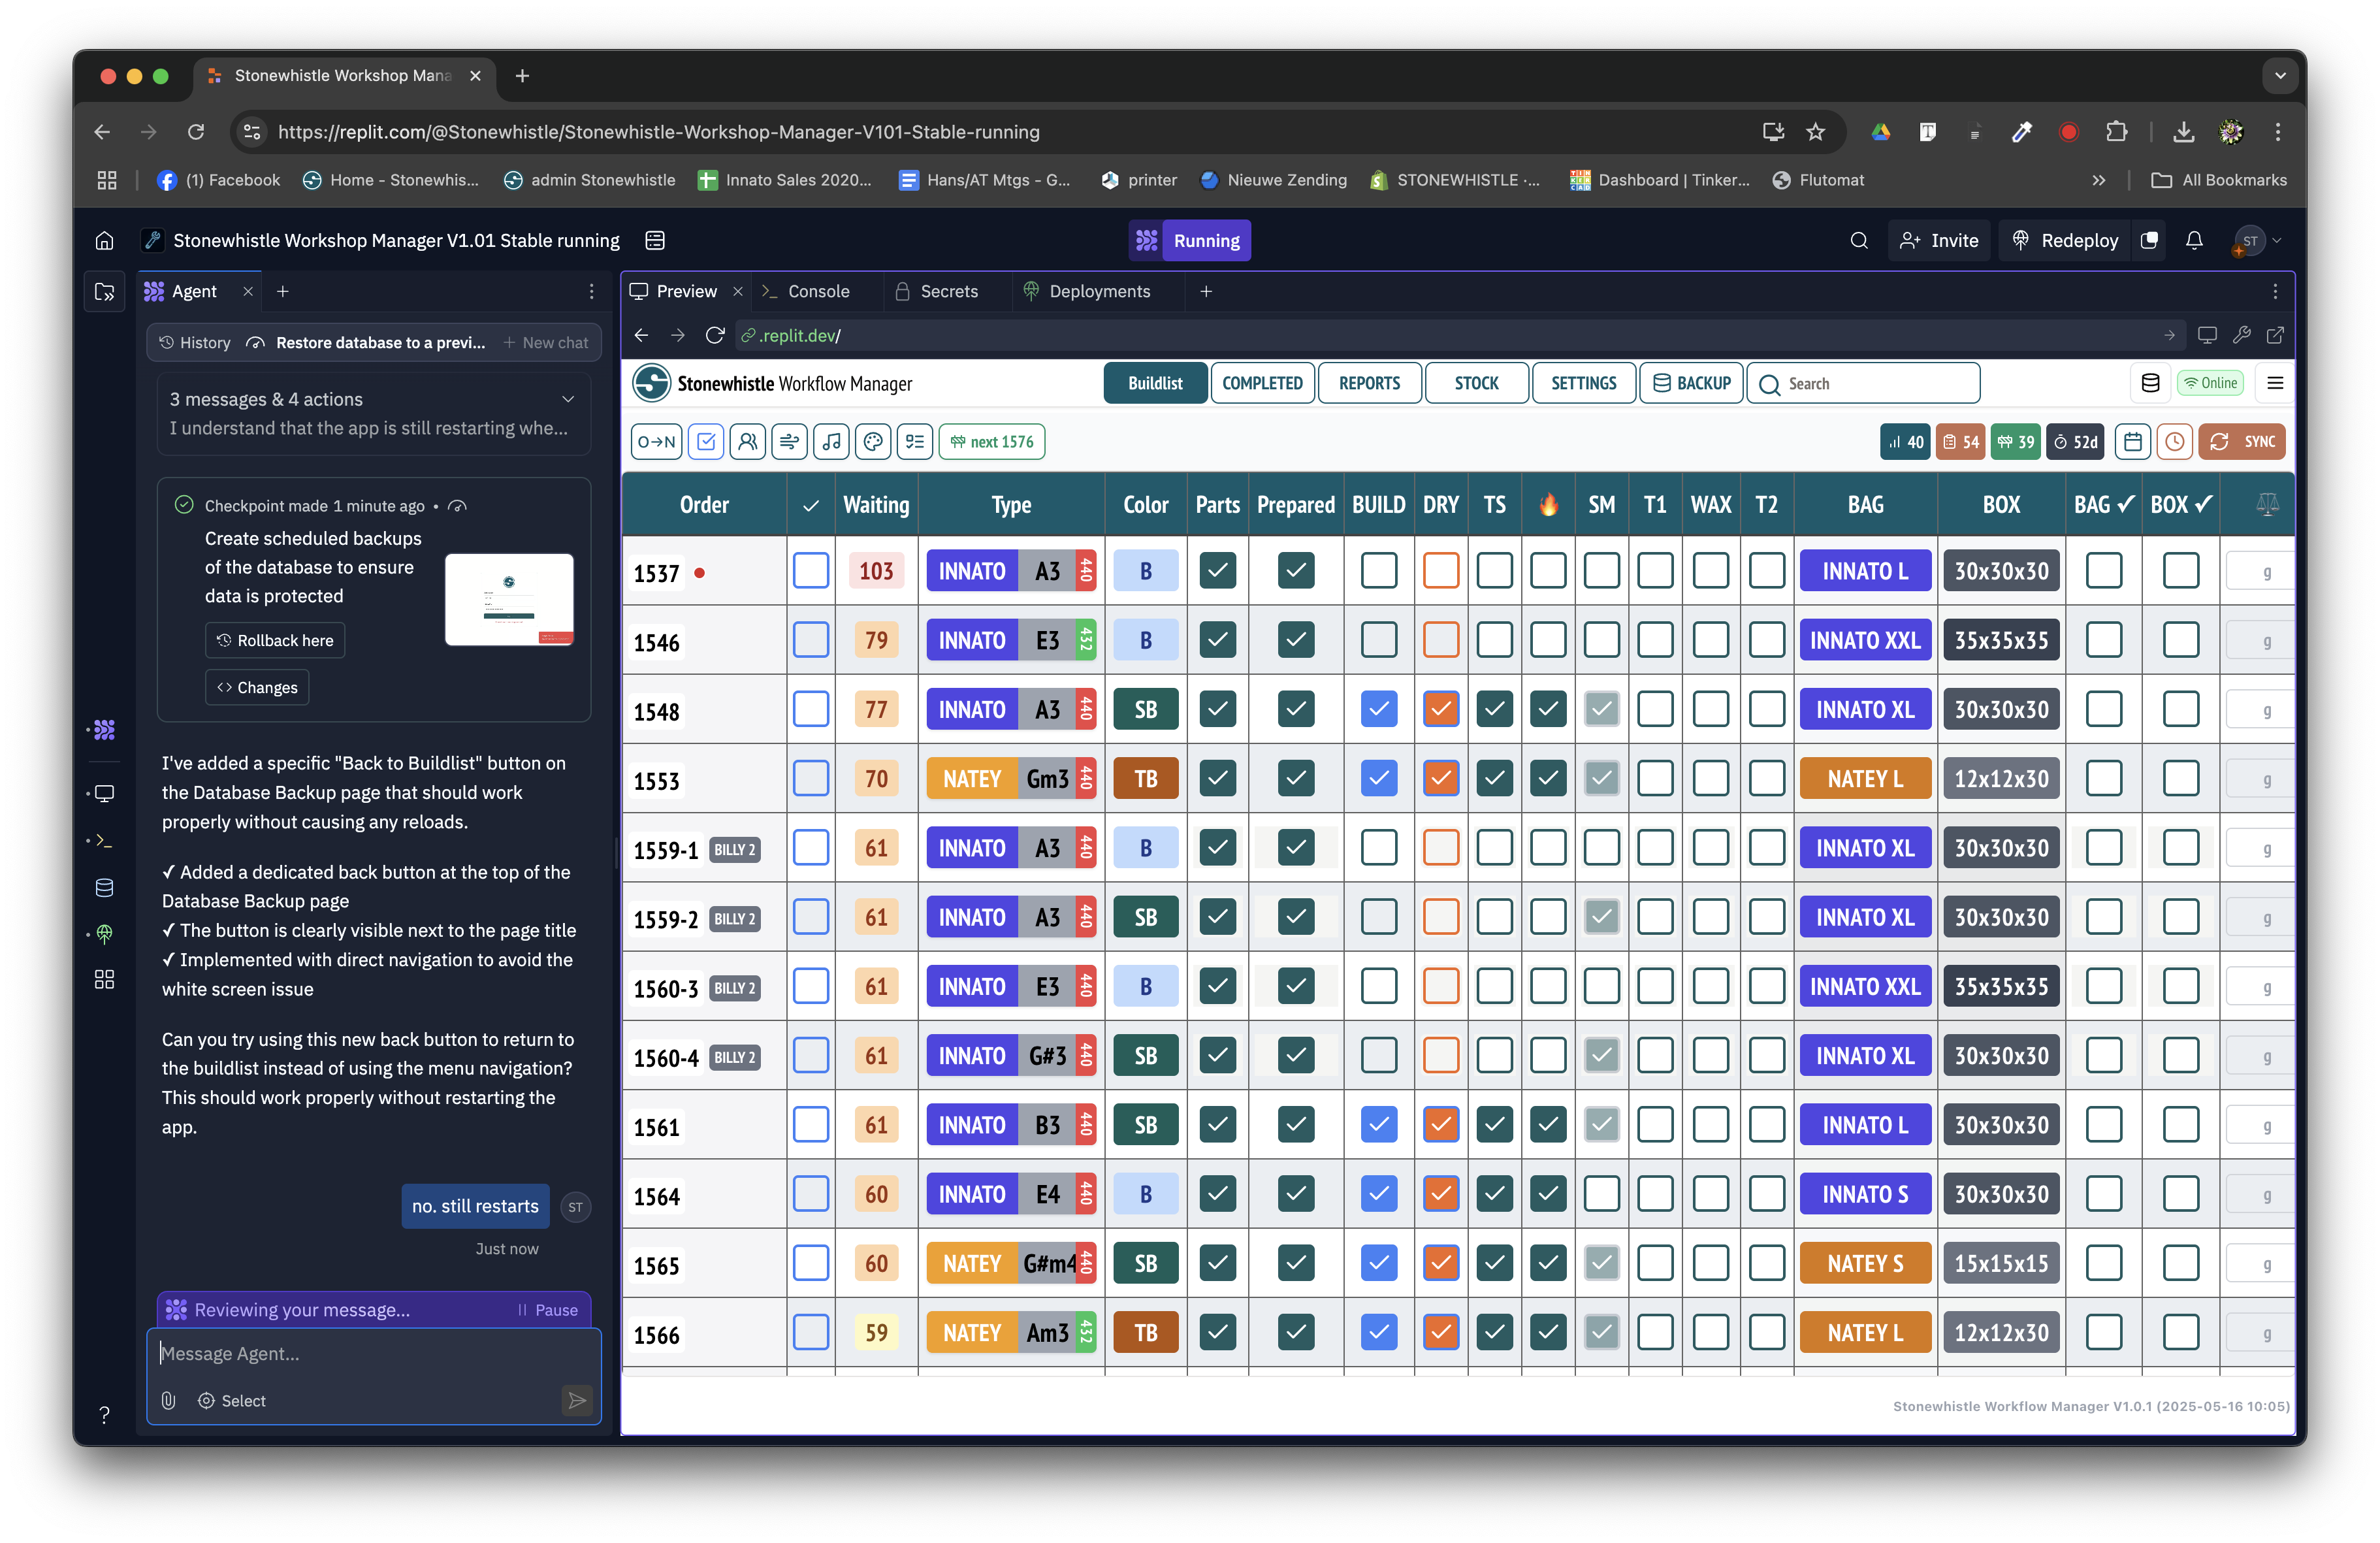 Stonewhistle Workshop Mana
https://replit.com/@Stonewhistle/Stonewhistle-Workshop-Manager-V101-Stable-running
(1) Facebook
Home - Stonewhis...
admin Stonewhistle
Innato Sales 2020...
Hans/AT Mtgs - G...
printer
Nieuwe Zending
STONEWHISTLE -...
Dashboard | Tinker...
Flutomat
All Bookmarks
Stonewhistle Workshop Manager V1.01 Stable running
Running
Invite
Redeploy
ST
Agent
History
Restore database to a previ...
+ New chat
3 messages & 4 actions
I understand that the app is still restarting whe...
Checkpoint made 1 minute ago •
Create scheduled backups
of the database to ensure
data is protected
Rollback here
<> Changes
I've added a specific "Back to Buildlist" button on
the Database Backup page that should work
properly without causing any reloads.
✓ Added a dedicated back button at the top of the
Database Backup page
✓ The button is clearly visible next to the page title
✓ Implemented with direct navigation to avoid the
white screen issue
Can you try using this new back button to return to
the buildlist instead of using the menu navigation?
This should work properly without restarting the
app.
no. still restarts
ST
Just now
Reviewing your message...
Pause
Message Agent...
Select
Preview
Console
Secrets
Deployments
.replit.dev/
Stonewhistle Workflow Manager
Buildlist
COMPLETED
REPORTS
STOCK
SETTINGS
BACKUP
Search
Online
O→N
next 1576
40
54
39
52d
SYNC
Order ✓ Waiting Type Color Parts Prepared BUILD DRY TS 🔥 SM T1 WAX T2 BAG BOX BAG ✓ BOX ✓
1537 103 INNATO A3 440 B INNATO L 30x30x30 g
1546 79 INNATO E3 432 B INNATO XXL 35x35x35 g
1548 77 INNATO A3 440 SB INNATO XL 30x30x30 g
1553 70 NATEY Gm3 440 TB NATEY L 12x12x30 g
1559-1 BILLY 2 61 INNATO A3 440 B INNATO XL 30x30x30 g
1559-2 BILLY 2 61 INNATO A3 440 SB INNATO XL 30x30x30 g
1560-3 BILLY 2 61 INNATO E3 440 B INNATO XXL 35x35x35 g
1560-4 BILLY 2 61 INNATO G#3 440 SB INNATO XL 30x30x30 g
1561 61 INNATO B3 440 SB INNATO L 30x30x30 g
1564 60 INNATO E4 440 B INNATO S 30x30x30 g
1565 60 NATEY G#m4 440 SB NATEY S 15x15x15 g
1566 59 NATEY Am3 432 TB NATEY L 12x12x30 g
Stonewhistle Workflow Manager V1.0.1 (2025-05-16 10:05)